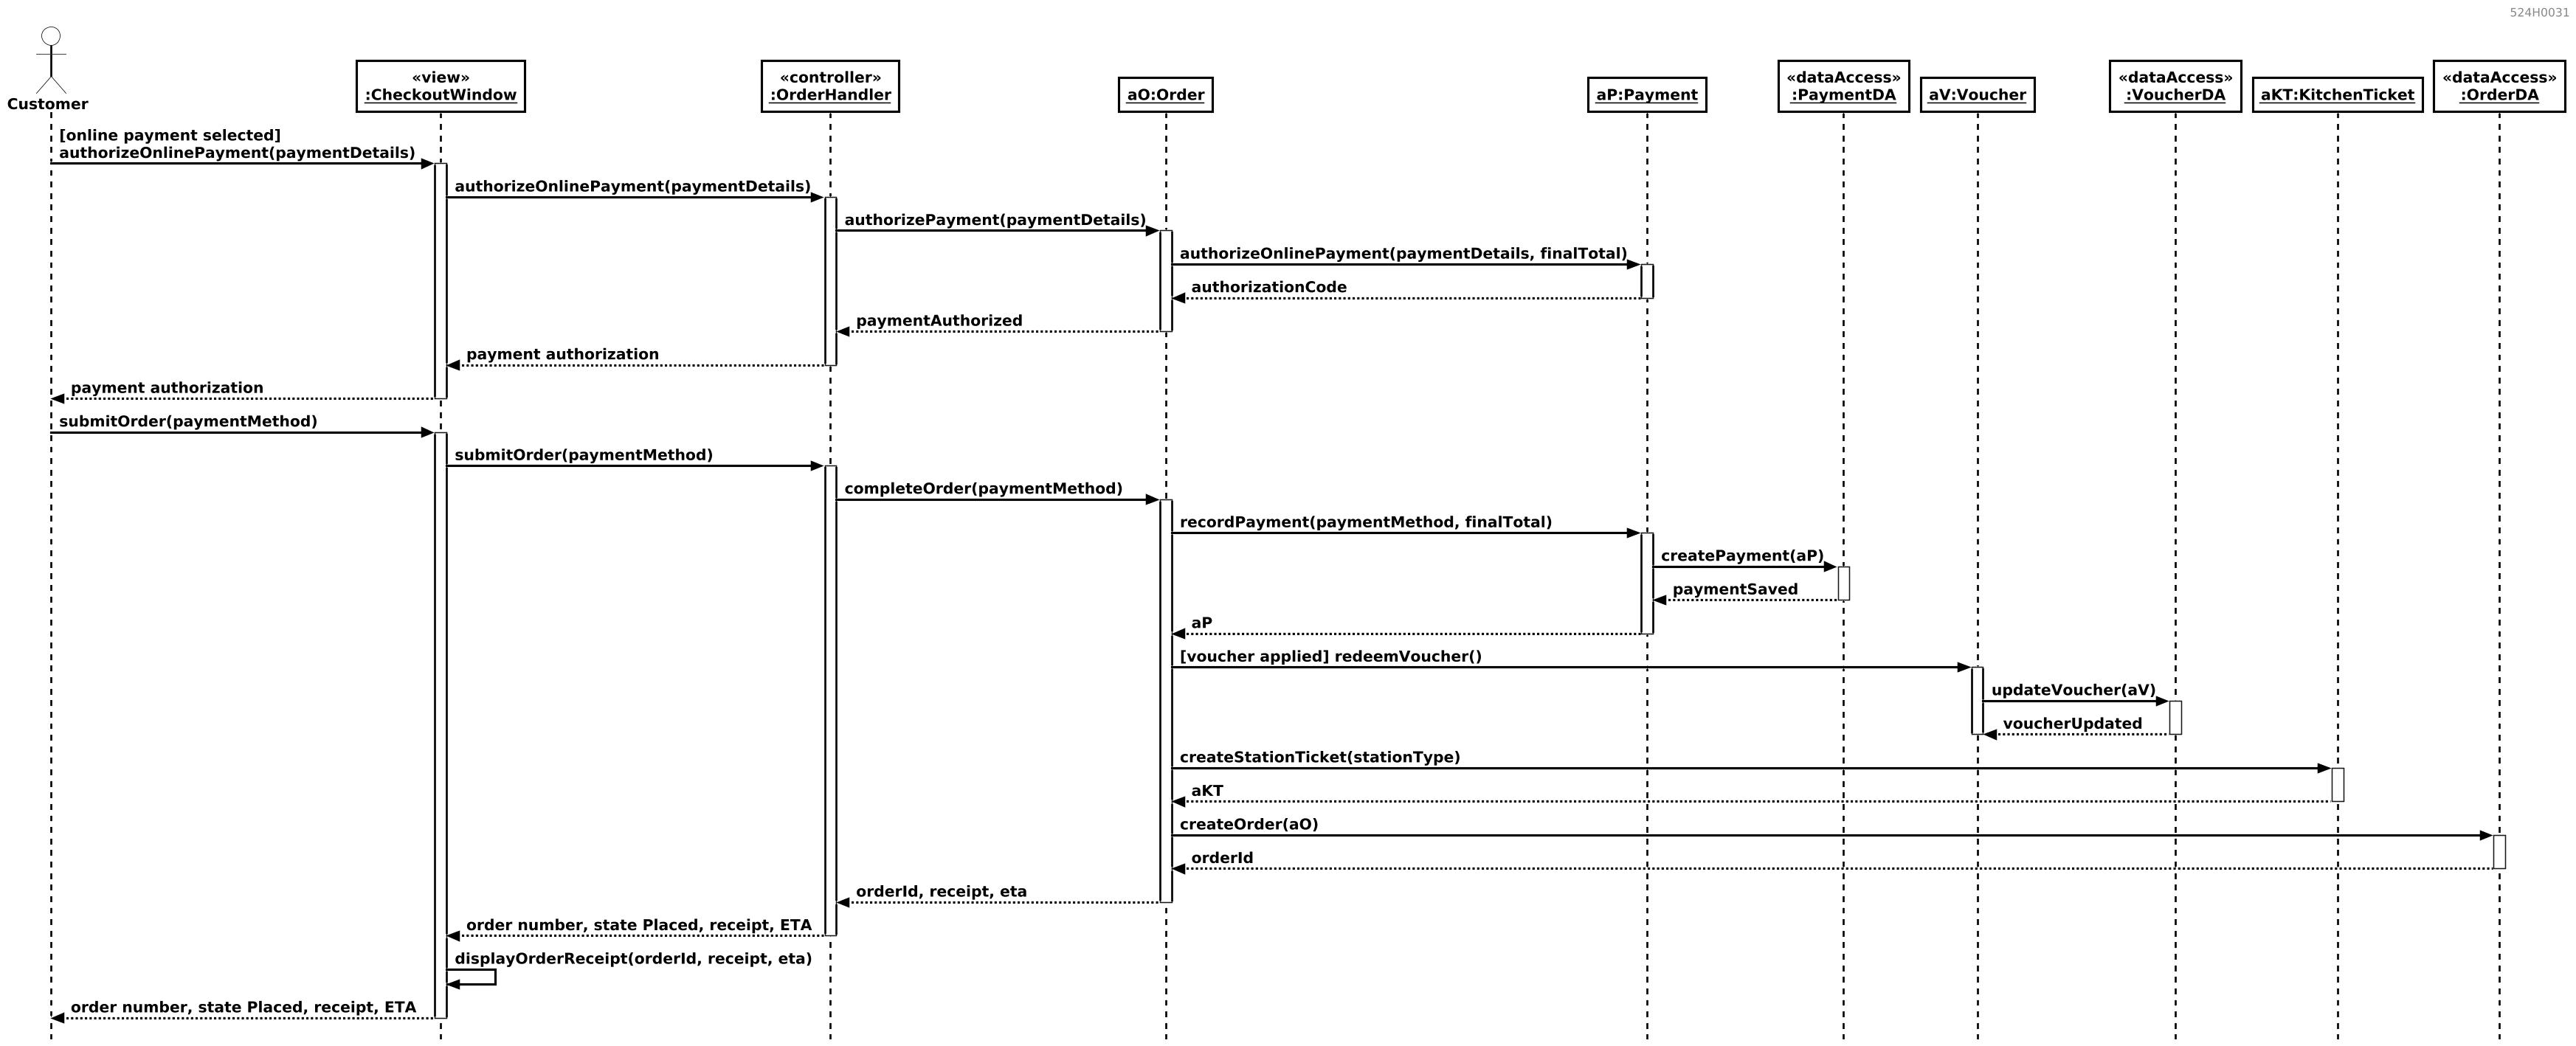 524H0031
«view»
:CheckoutWindow
«controller»
:OrderHandler
aO:Order
aP:Payment
«dataAccess»
:PaymentDA
aV:Voucher
«dataAccess»
:VoucherDA
aKT:KitchenTicket
«dataAccess»
:OrderDA
Customer
[online payment selected]
authorizeOnlinePayment(paymentDetails)
authorizeOnlinePayment(paymentDetails)
authorizePayment(paymentDetails)
authorizeOnlinePayment(paymentDetails, finalTotal)
authorizationCode
paymentAuthorized
payment authorization
payment authorization
submitOrder(paymentMethod)
submitOrder(paymentMethod)
completeOrder(paymentMethod)
recordPayment(paymentMethod, finalTotal)
createPayment(aP)
paymentSaved
aP
[voucher applied] redeemVoucher()
updateVoucher(aV)
voucherUpdated
createStationTicket(stationType)
aKT
createOrder(aO)
orderId
orderId, receipt, eta
order number, state Placed, receipt, ETA
displayOrderReceipt(orderId, receipt, eta)
order number, state Placed, receipt, ETA